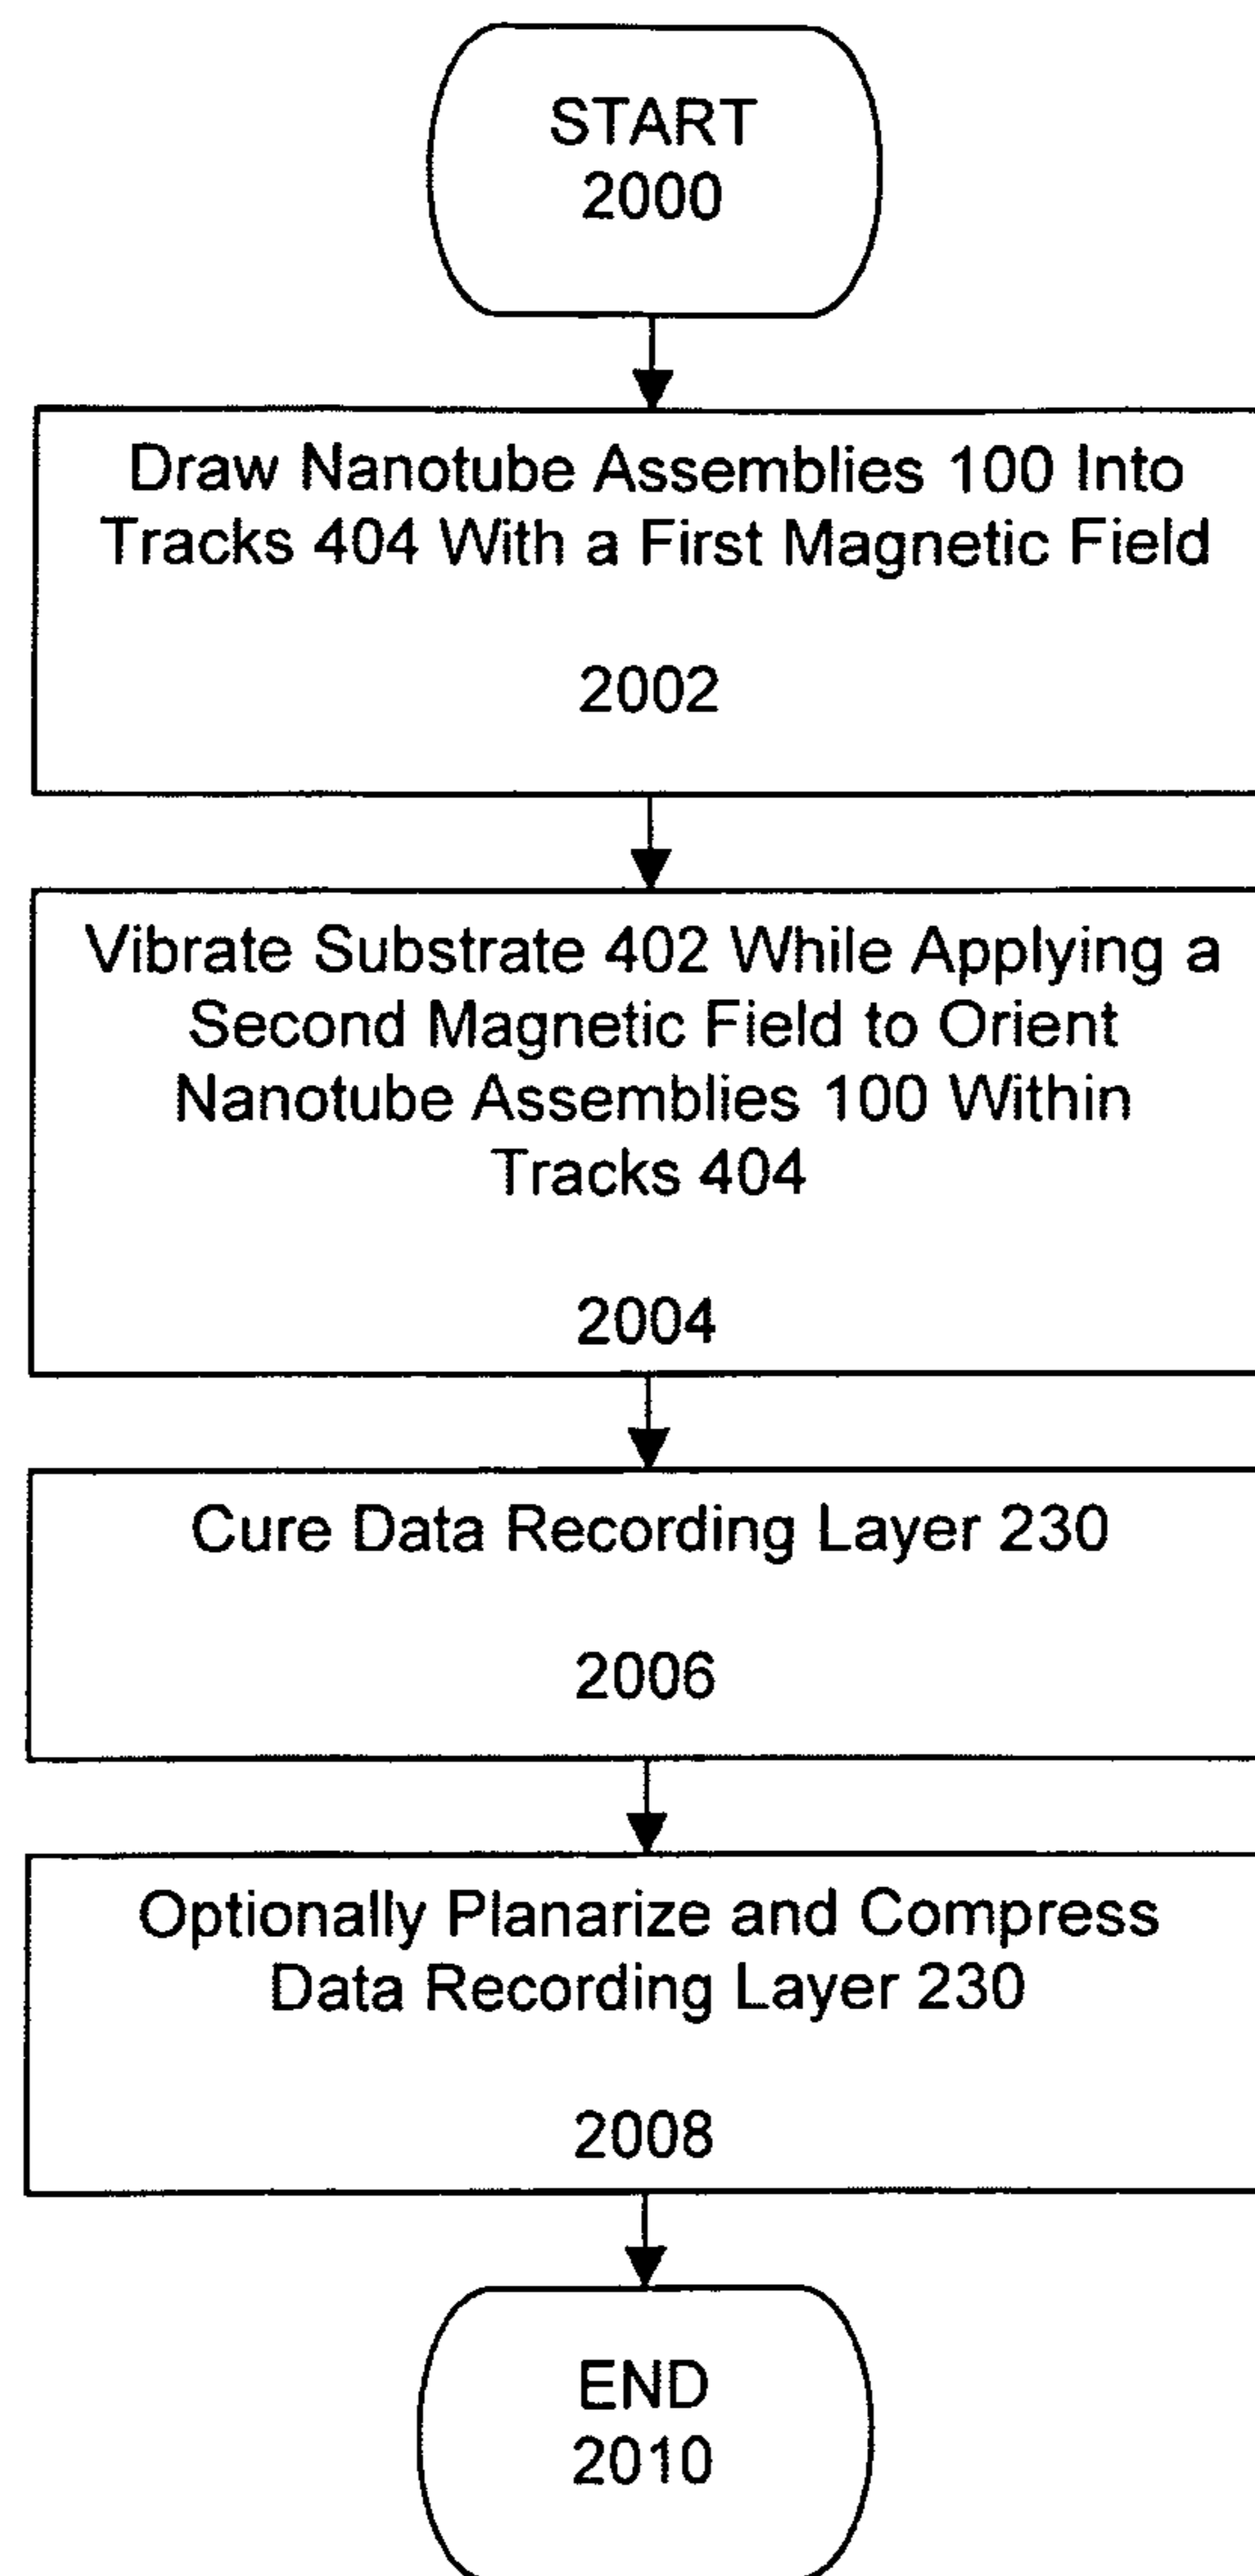 START
2000
Draw Nanotube Assemblies 100 Into
Tracks 404 With a First Magnetic Field
2002
Vibrate Substrate 402 While Applying a
Second Magnetic Field to Orient
Nanotube Assemblies 100 Within
Tracks 404
2004
Cure Data Recording Layer 230
2006
Optionally Planarize and Compress
Data Recording Layer 230
2008
END
2010